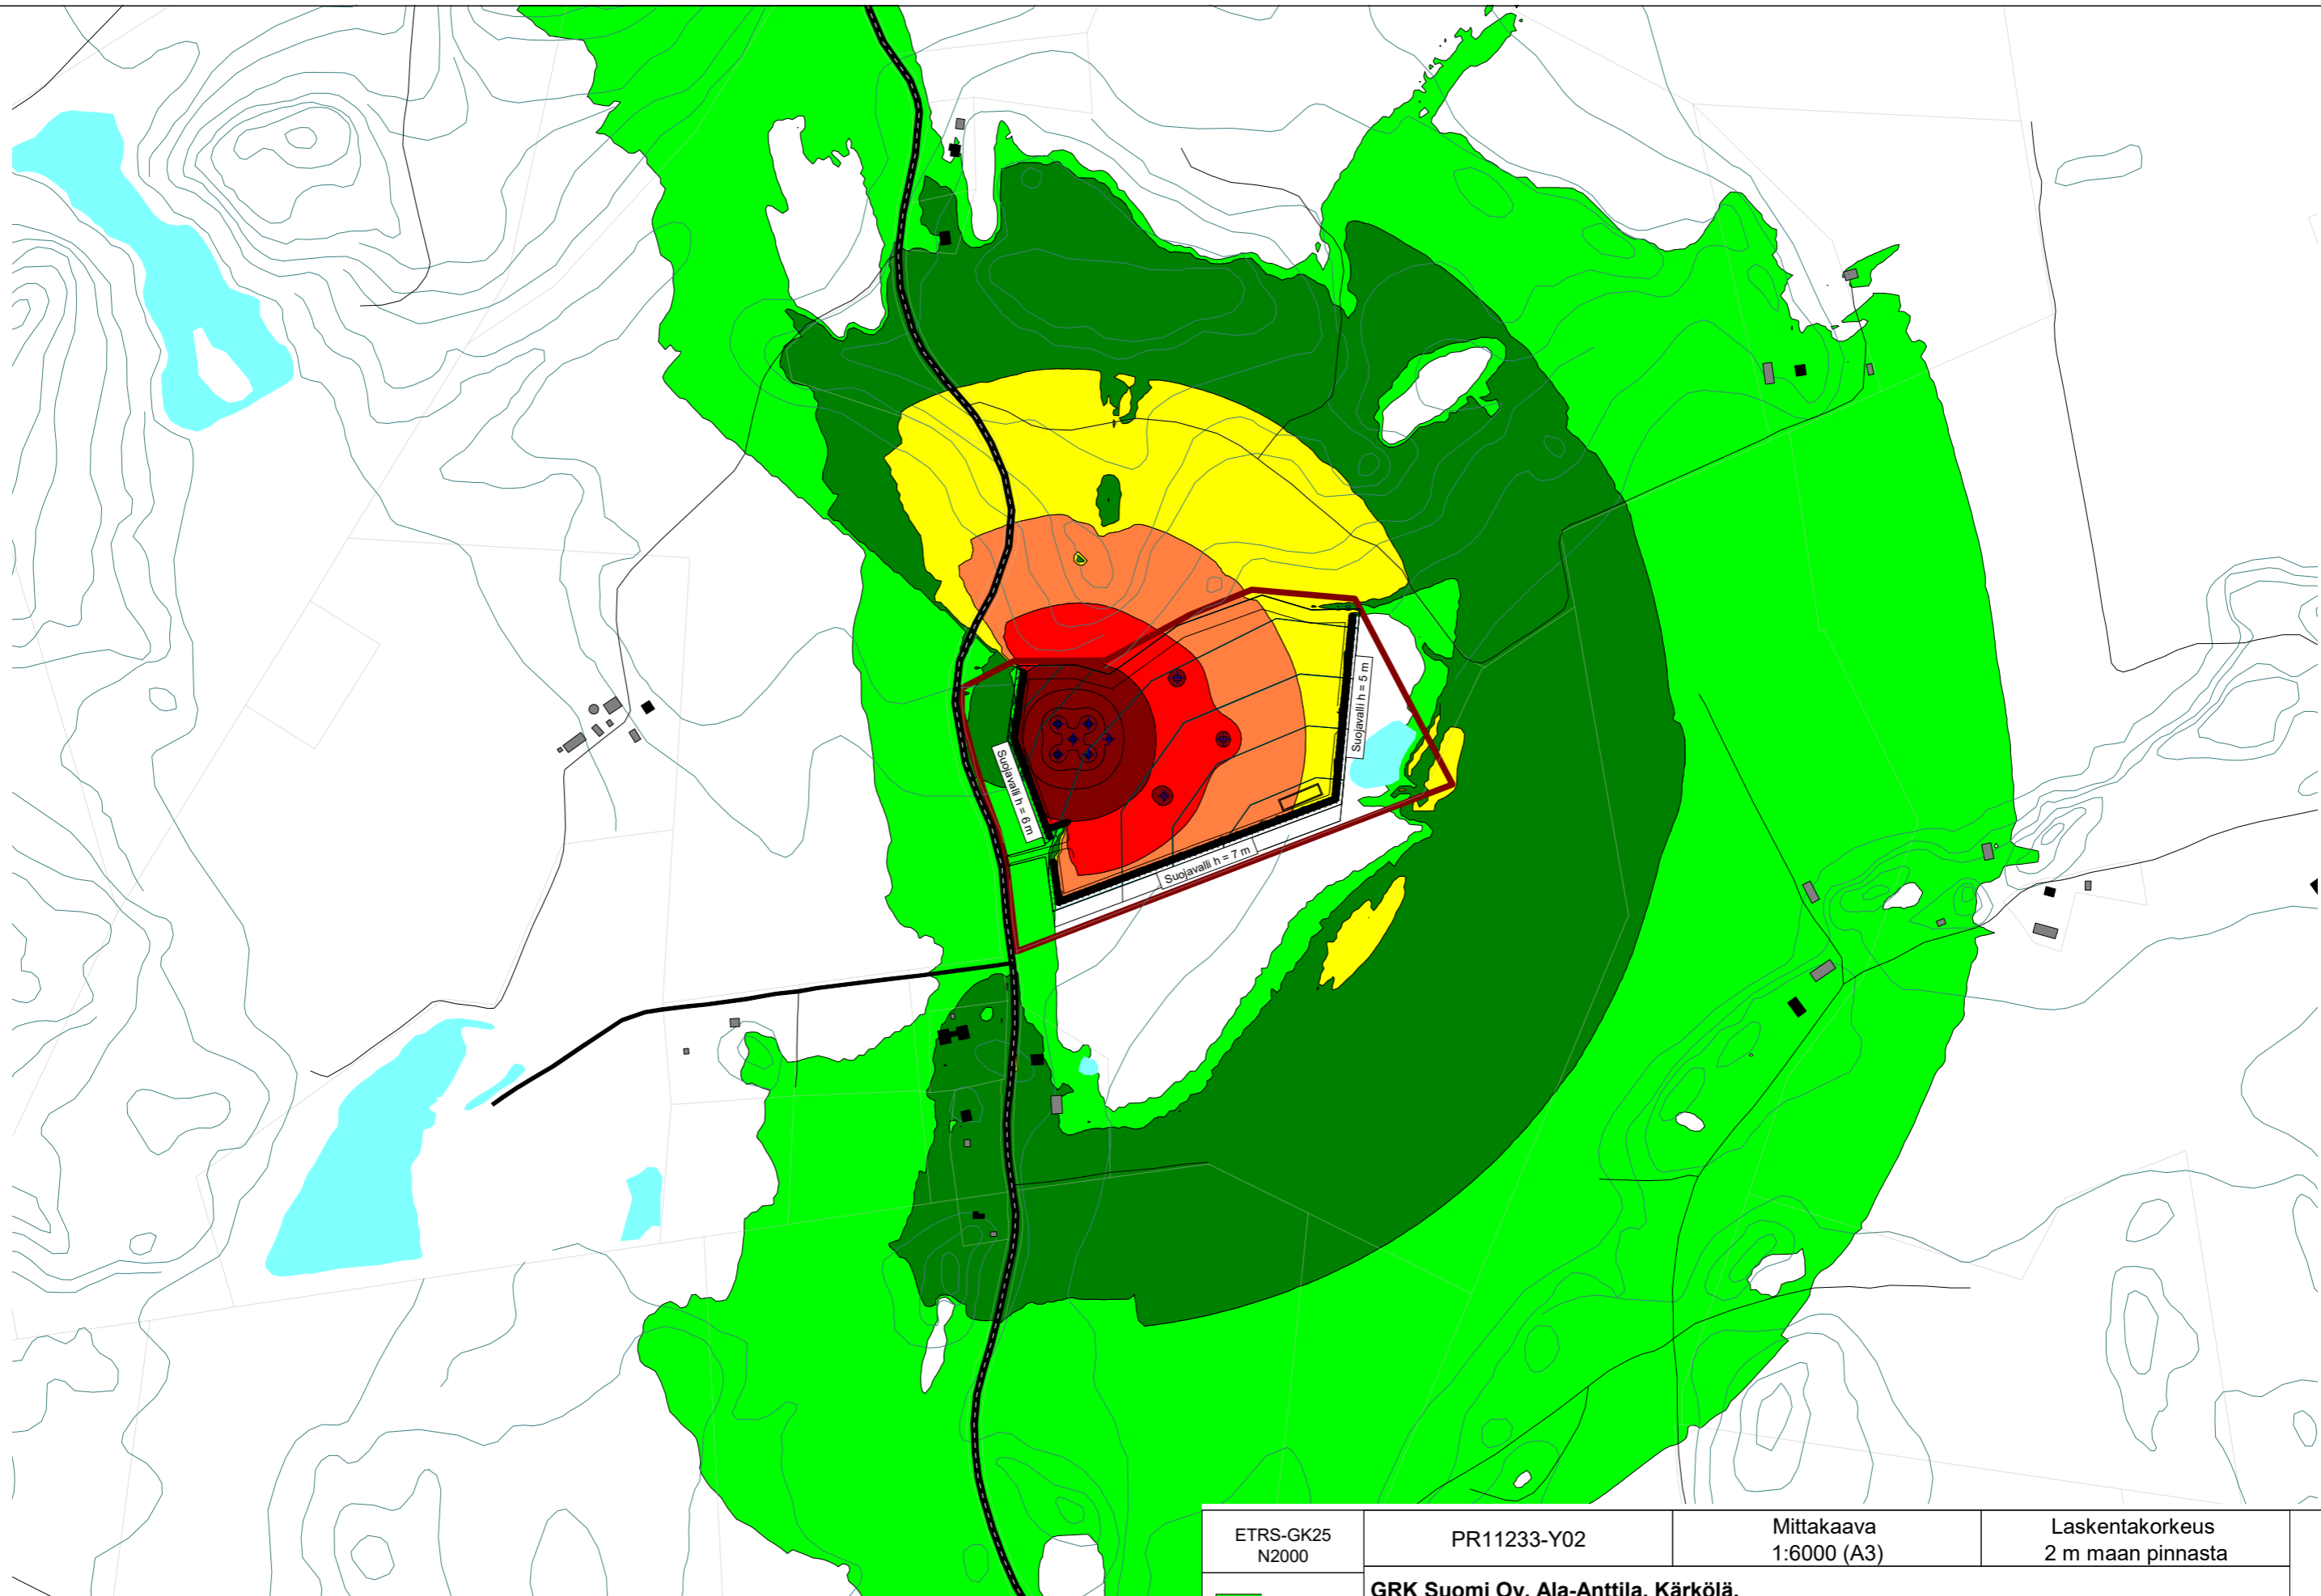 Suojavalli h = 5 m
Suojavalli h = 6 m
Suojavalli h = 7 m
ETRS-GK25
N2000
PR11233-Y02
Mittakaava
1:6000 (A3)
Laskentakorkeus
2 m maan pinnasta
GRK Suomi Oy, Ala-Anttila, Kärkölä,